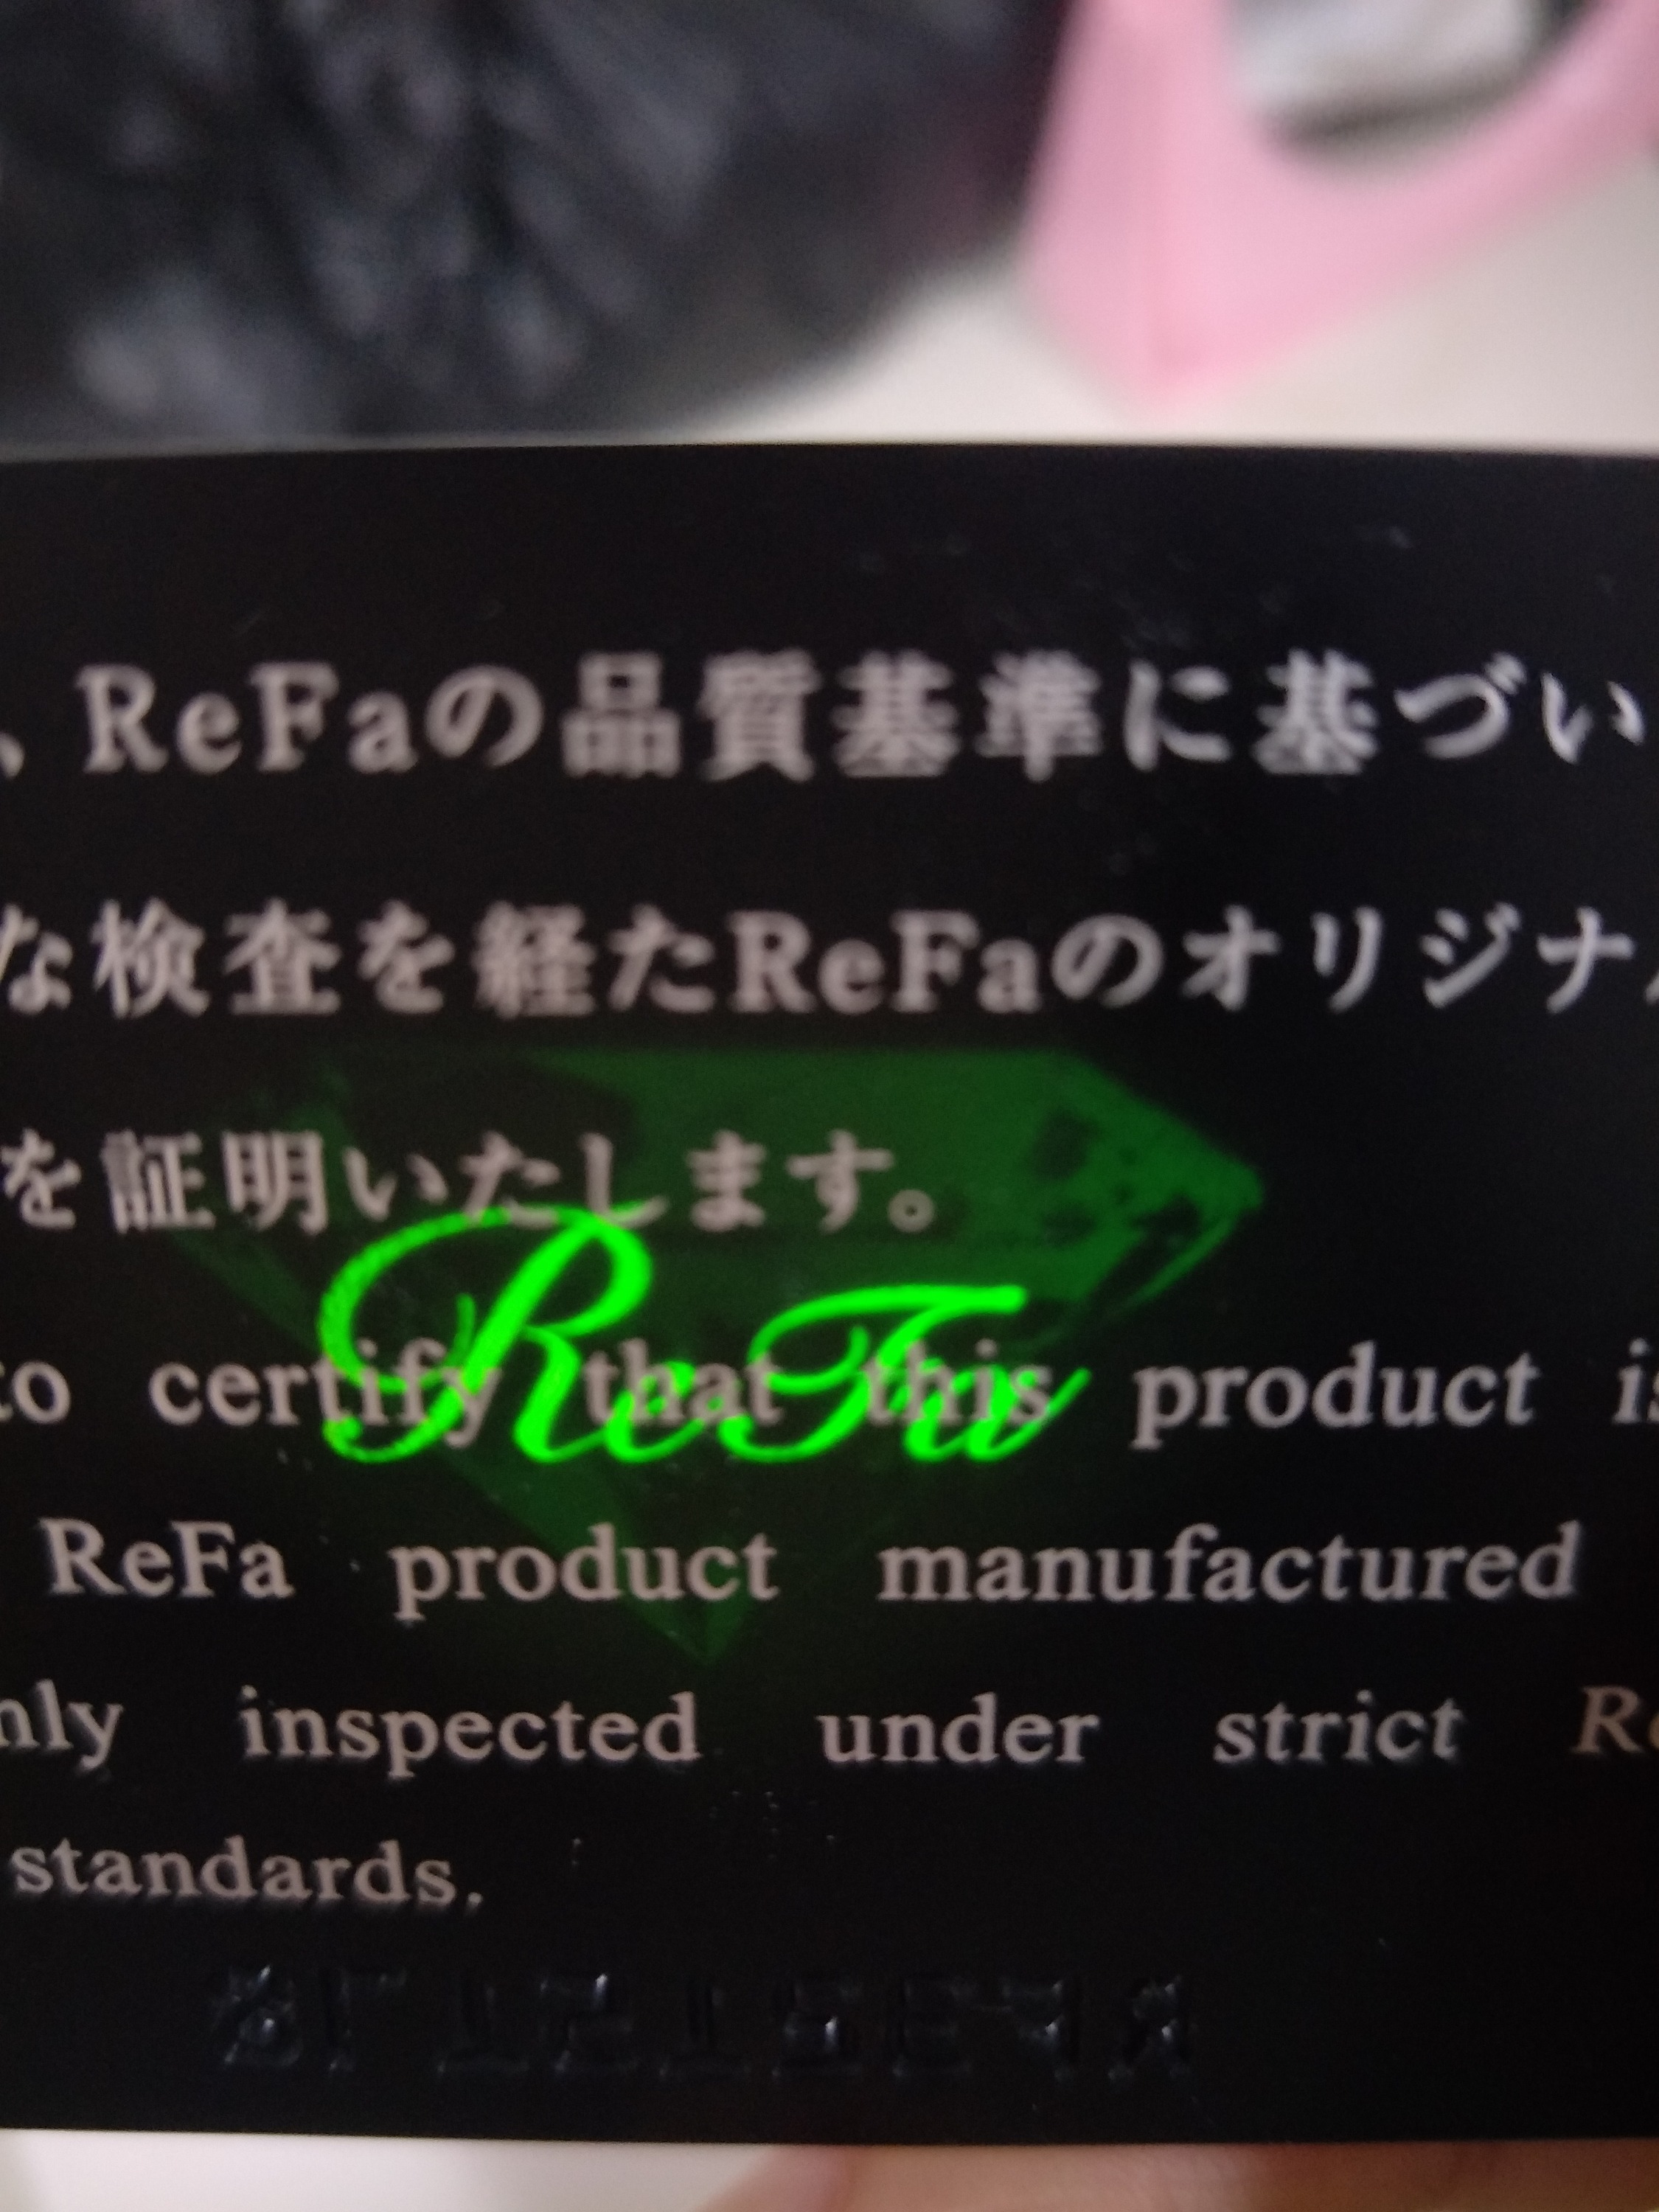 、ReFaの品質基準に基づい
な検査を経たReFaのオリジナ
を証明いたします。
ReFa
to certify that this product is
ReFa product manufactured
nly inspected under strict Re
standards.